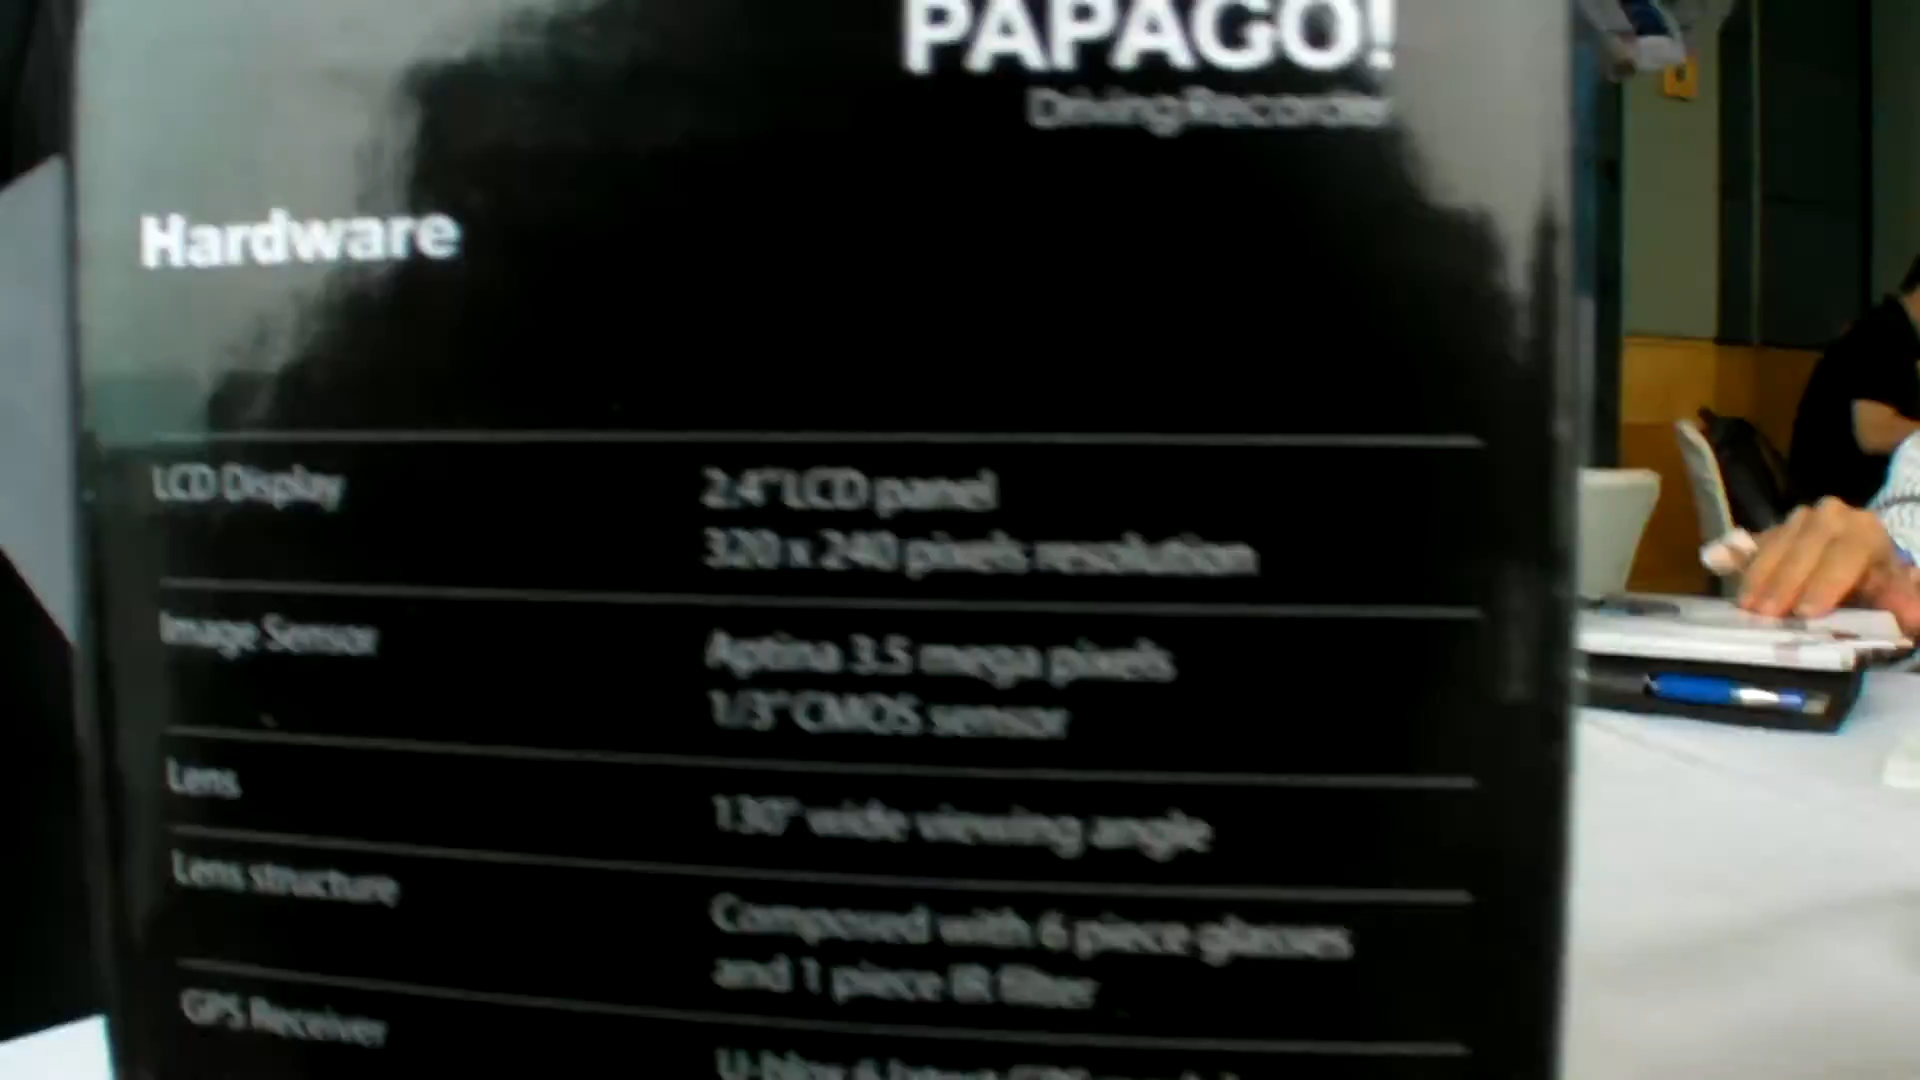 PAPAGO!
Driving Recorder
Hardware
LCD Display
2.4" LCD panel
320 x 240 pixels resolution
Image Sensor
Aptina 3.5 mega pixels
1/3" CMOS sensor
Lens
130° wide viewing angle
Lens structure
Composed with 6 piece glasses
and 1 piece IR filter
GPS Receiver
U-blox 6